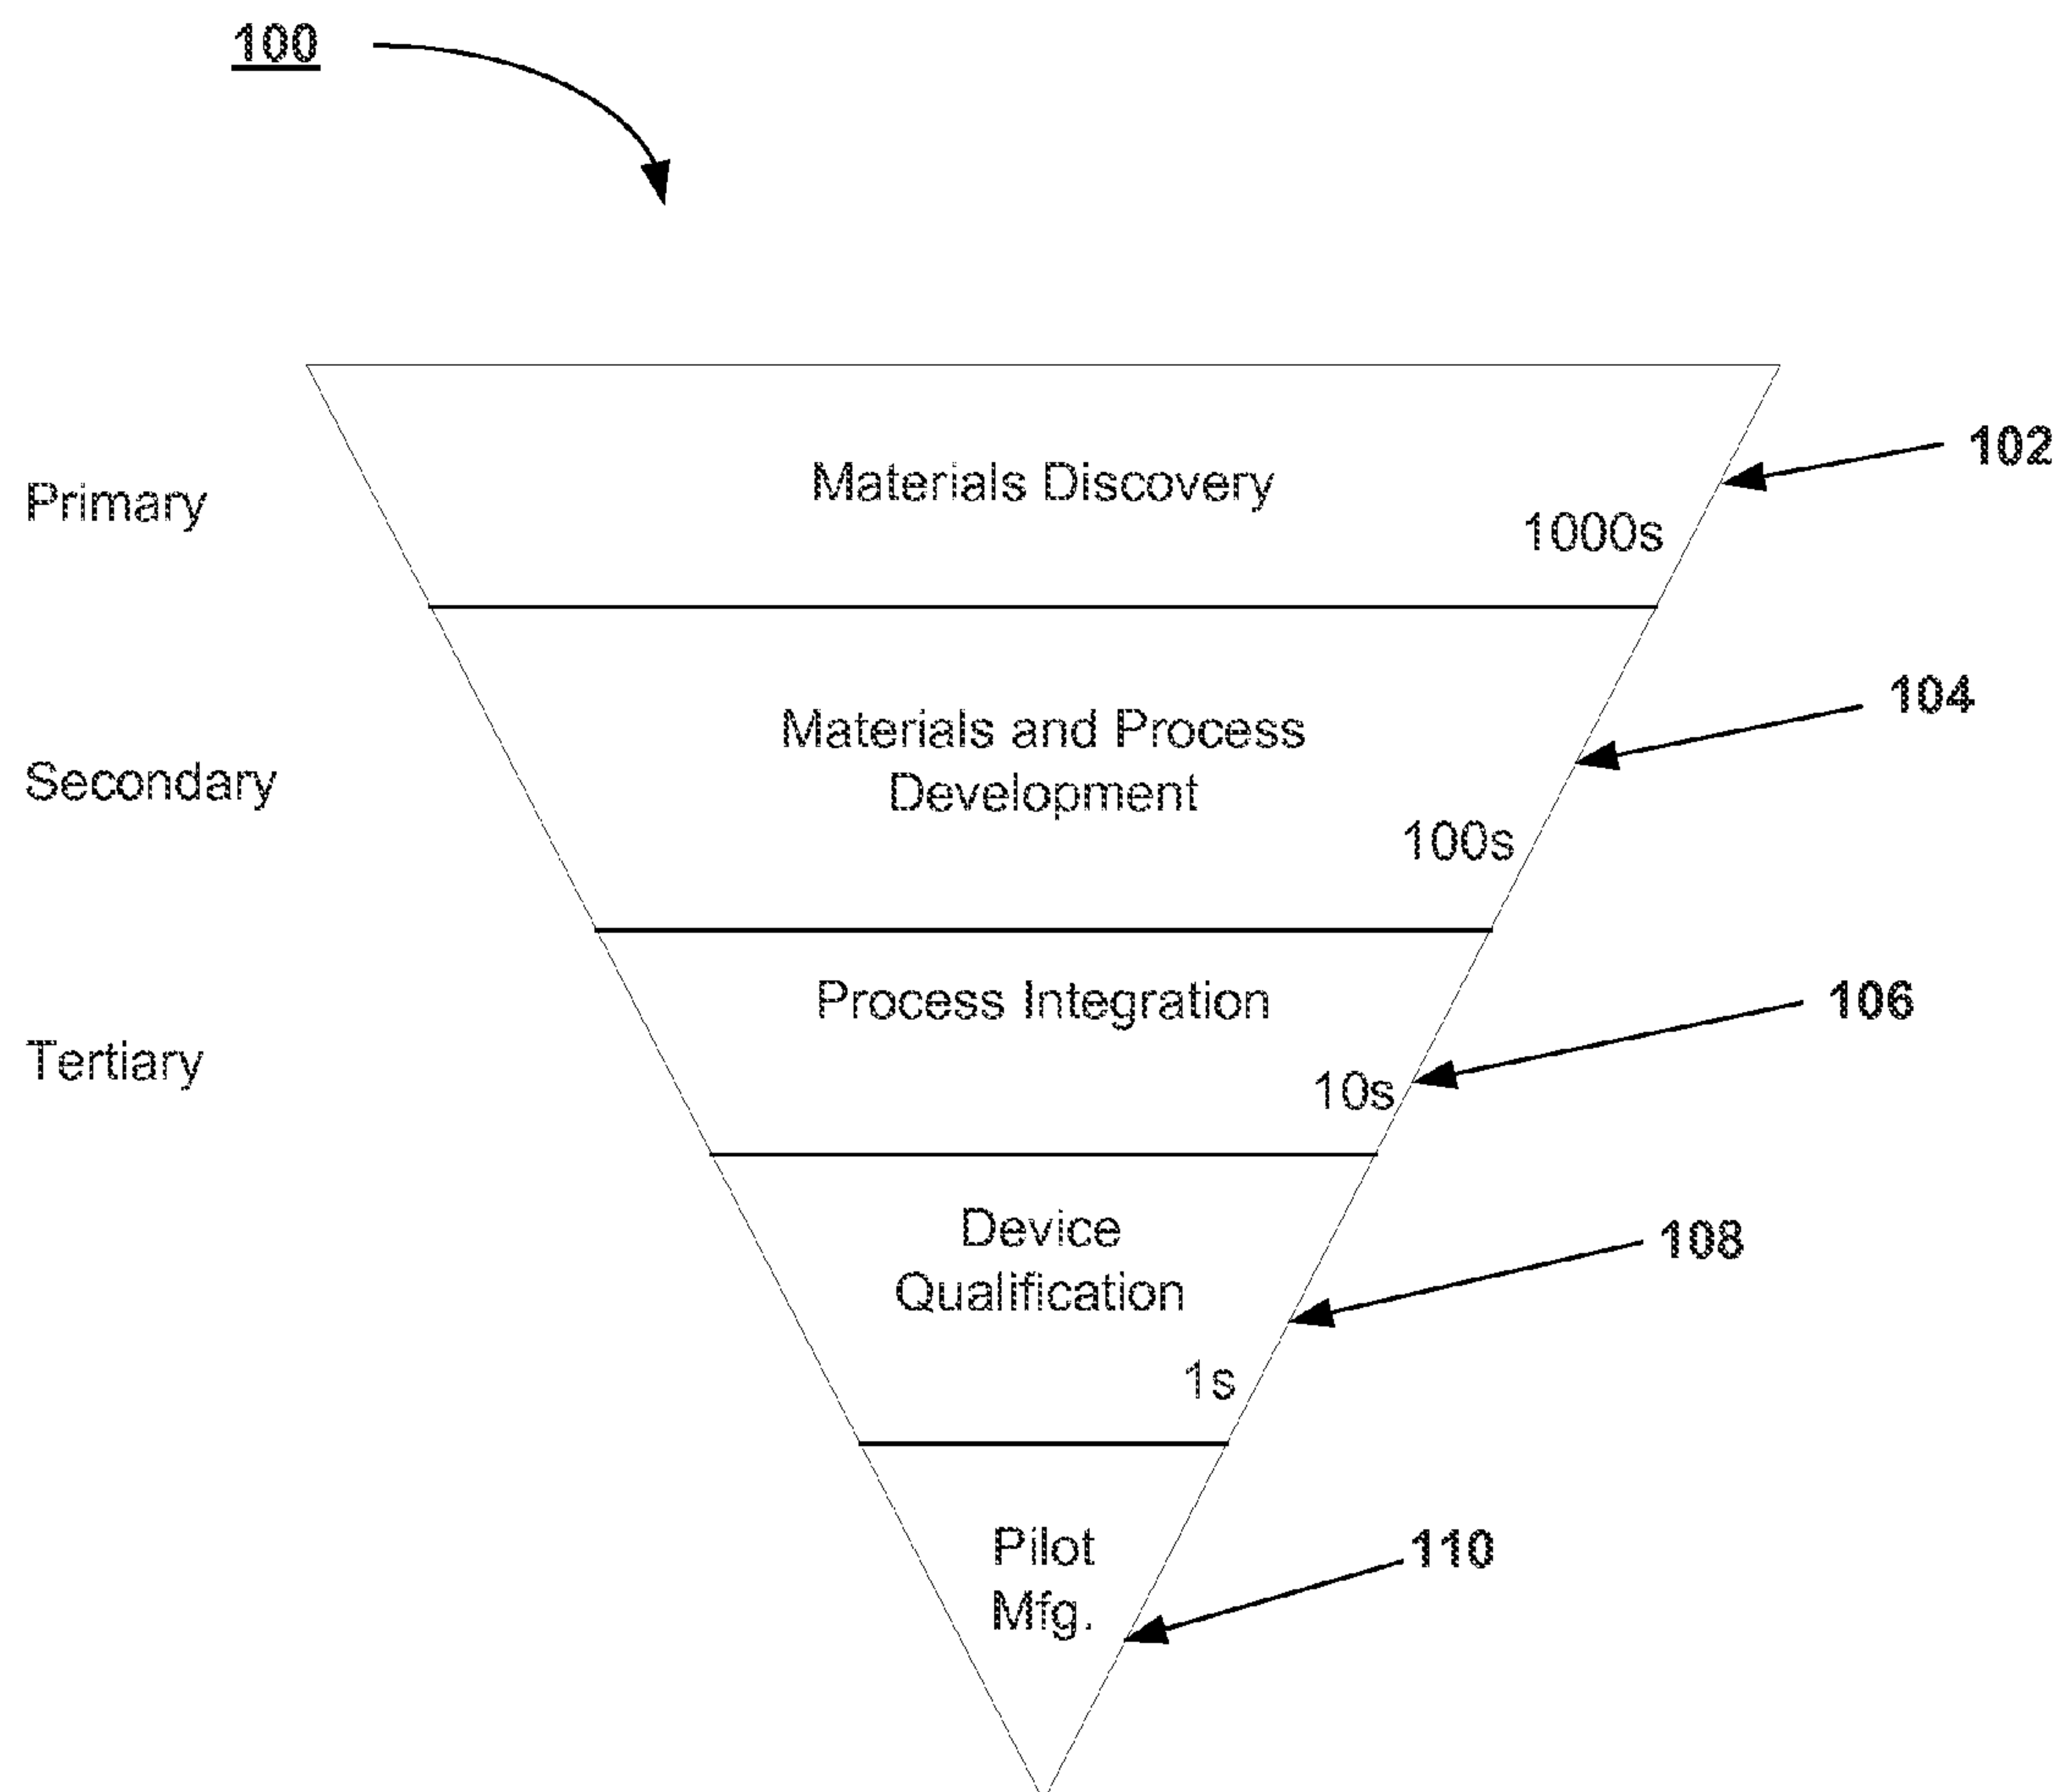 100
102
Primary
Materials Discovery
1000s
104
Secondary
Materials and Process
Development
100s
Process Integration
106
Tertiary
10s
Device
Qualification
108
1s
Pilot
Mfg.
110